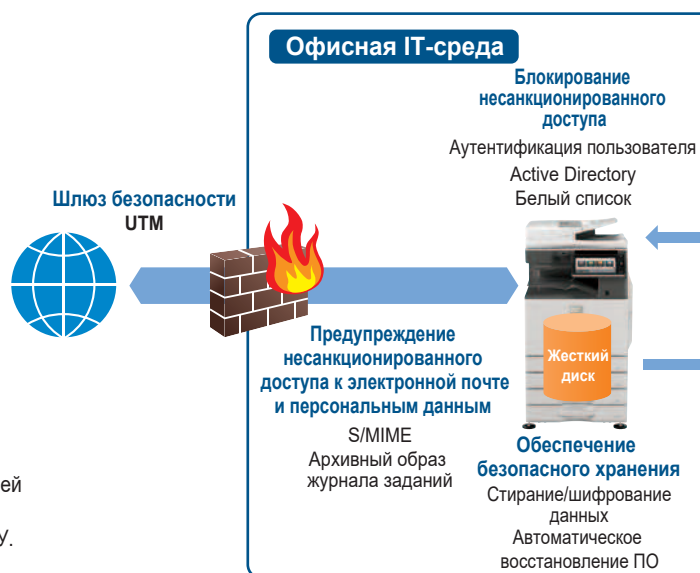 Офисная IT-среда
Блокирование
несанкционированного
доступа
Аутентификация пользователя
Active Directory
Белый список
Шлюз безопасности
UTM
Жесткий
диск
Предупреждение
несанкционированного
доступа к электронной почте
и персональным данным
S/MIME
Архивный образ
журнала заданий
Обеспечение
безопасного хранения
Стирание/шифрование
данных
Автоматическое
восстановление ПО
ей
У.